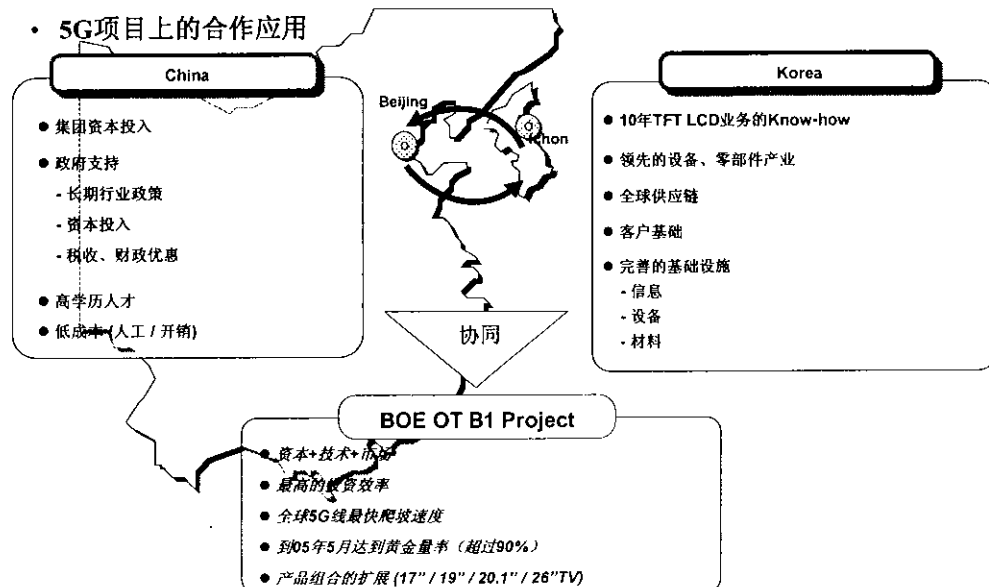 • 5G项目上的合作应用
China
● 集团资本投入
● 政府支持
- 长期行业政策
- 资本投入
- 税收、财政优惠
● 高学历人才
● 低成本 (人工 / 开销)
Beijing
Ichon
Korea
● 10年TFT LCD业务的Know-how
● 领先的设备、零部件产业
● 全球供应链
● 客户基础
● 完善的基础设施
- 信息
- 设备
- 材料
协同
BOE OT B1 Project
● 资本+技术+市场
● 最高的投资效率
● 全球5G线最快爬坡速度
● 到05年5月达到黄金量率（超过90%）
● 产品组合的扩展 (17” / 19” / 20.1” / 26”TV)